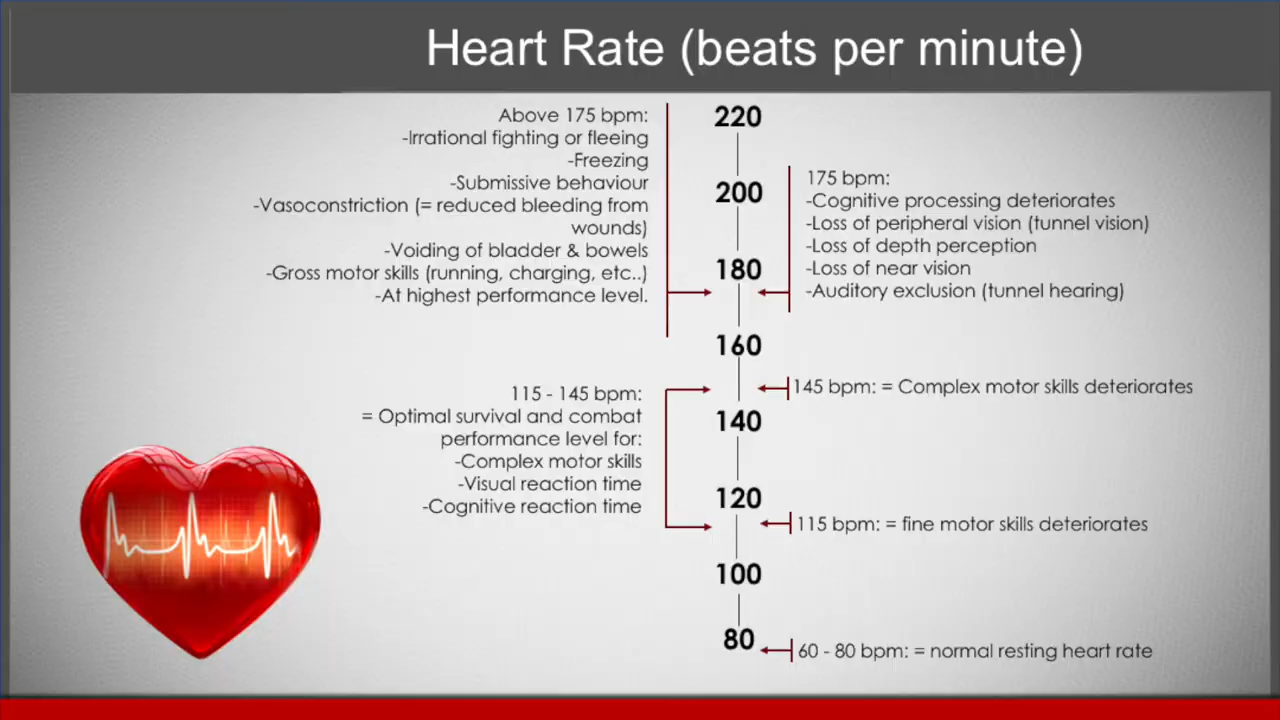 Heart Rate (beats per minute)
Above 175 bpm:
-Irrational fighting or fleeing
-Freezing
-Submissive behaviour
-Vasoconstriction (= reduced bleeding from
wounds)
-Voiding of bladder & bowels
-Gross motor skills (running, charging, etc..)
-At highest performance level.
115 - 145 bpm:
= Optimal survival and combat
performance level for:
-Complex motor skills
-Visual reaction time
-Cognitive reaction time
220
200
180
160
140
120
100
80
175 bpm:
-Cognitive processing deteriorates
-Loss of peripheral vision (tunnel vision)
-Loss of depth perception
-Loss of near vision
-Auditory exclusion (tunnel hearing)
145 bpm: = Complex motor skills deteriorates
115 bpm: = fine motor skills deteriorates
60 - 80 bpm: = normal resting heart rate